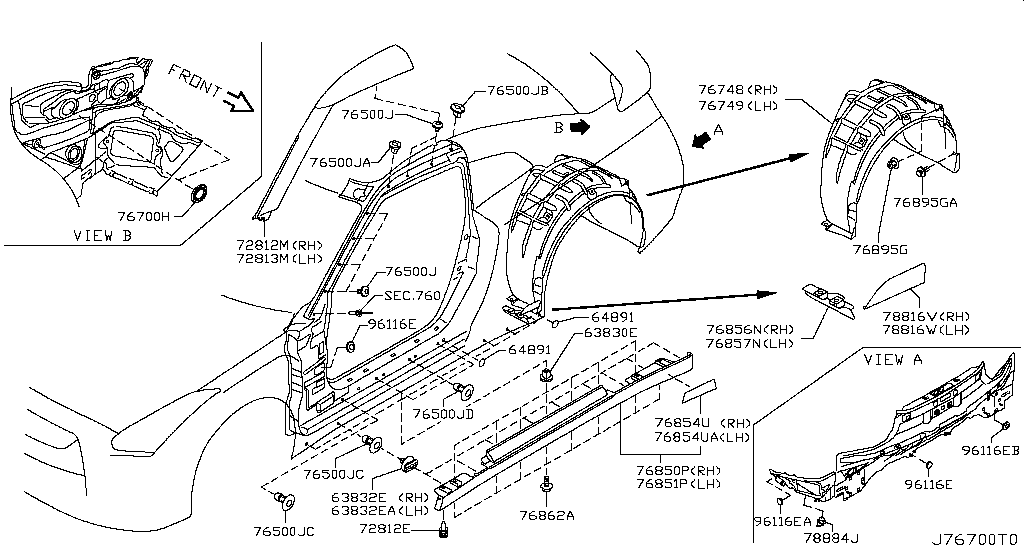 FRONT
76700H
VIEW B
72812M(RH)
72813M(LH)
76500J
76500JB
76500JA
B
A
76748(RH)
76749(LH)
76895GA
76895G
76500J
SEC.760
96116E
64891
63830E
64891
76856N(RH)
76857N(LH)
78816V(RH)
78816W(LH)
76500JD
76500JC
76500JC
63832E (RH)
63832EA(LH)
72812E
76862A
76854U (RH)
76854UA(LH)
76850P(RH)
76851P(LH)
VIEW A
96116EB
96116E
96116EA
78884J
J76700T0